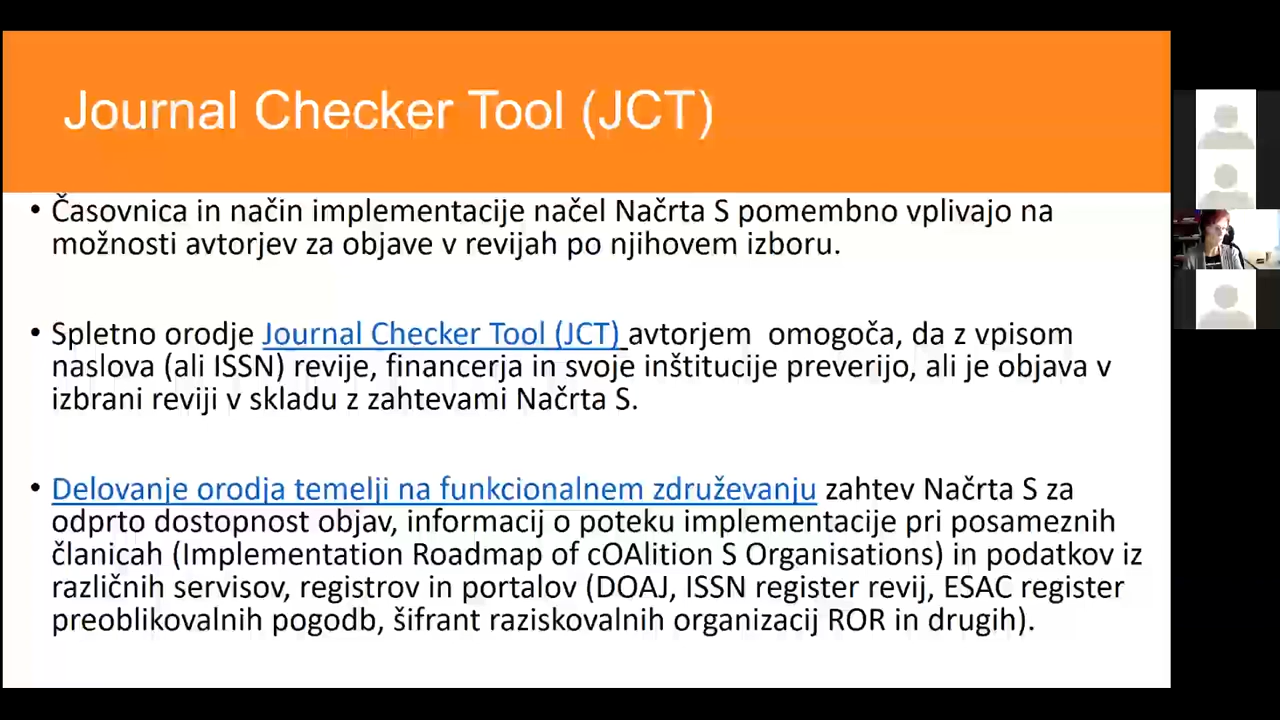 Journal Checker Tool (JCT)
• Časovnica in način implementacije načel Načrta S pomembno vplivajo na
možnosti avtorjev za objave v revijah po njihovem izboru.
• Spletno orodje Journal Checker Tool (JCT) avtorjem  omogoča, da z vpisom
naslova (ali ISSN) revije, financerja in svoje inštitucije preverijo, ali je objava v
izbrani reviji v skladu z zahtevami Načrta S.
• Delovanje orodja temelji na funkcionalnem združevanju zahtev Načrta S za
odprto dostopnost objav, informacij o poteku implementacije pri posameznih
članicah (Implementation Roadmap of cOAlition S Organisations) in podatkov iz
različnih servisov, registrov in portalov (DOAJ, ISSN register revij, ESAC register
preoblikovalnih pogodb, šifrant raziskovalnih organizacij ROR in drugih).